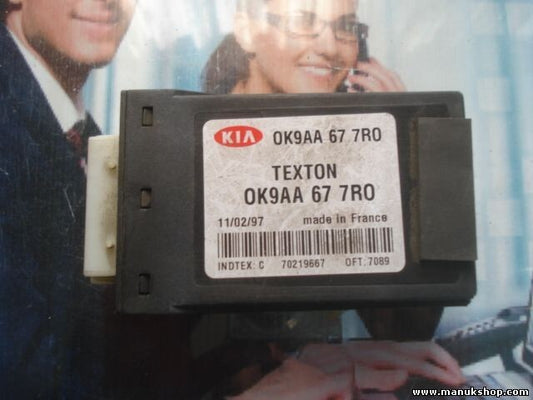 KIA OK9AA 67 7RO
TEXTON
OK9AA 67 7RO
11/02/97 made in France
INDTEX: C 70219667 OFT. 7089
www.manukshop.com